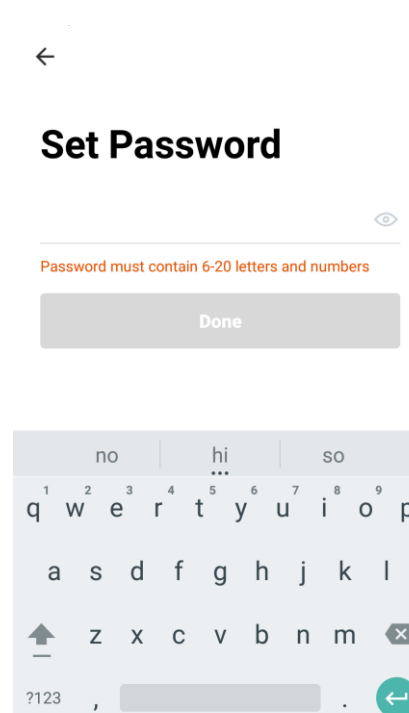 Set Password
Password must contain 6-20 letters and numbers
Done
no hi so
1 2 3 4 5 6 7 8 9
q w e r t y u i o p
a s d f g h j k l
z x c v b n m
?123 , .